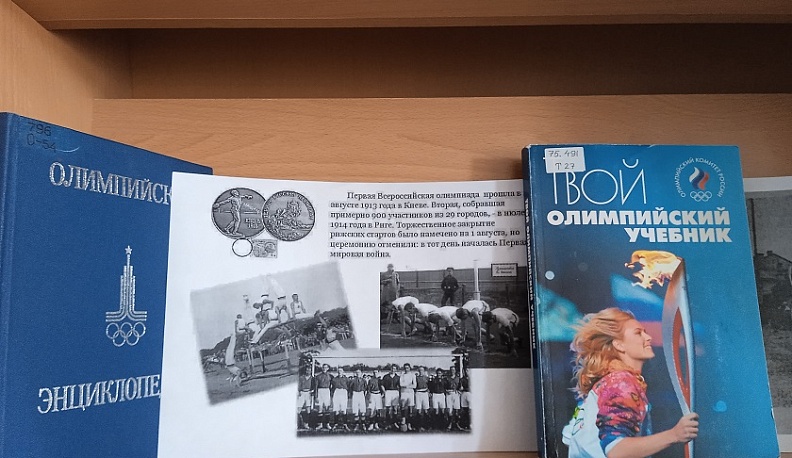 796
О-54
ОЛИМПИЙСК
ЭНЦИКЛОПЕД
Первая Всероссийская олимпиада прошла в
августе 1913 года в Киеве. Вторая, собравшая
примерно 900 участников из 29 городов, - в июле
1914 года в Риге. Торжественное закрытие
рижских стартов было намечено на 1 августа, но
церемонию отменили: в тот день началась Первая
мировая война.
75.491
Т 27
ТВОЙ
ОЛИМПИЙСКИЙ
УЧЕБНИК
ОЛИМПИЙСКИЙ КОМИТЕТ РОССИИ